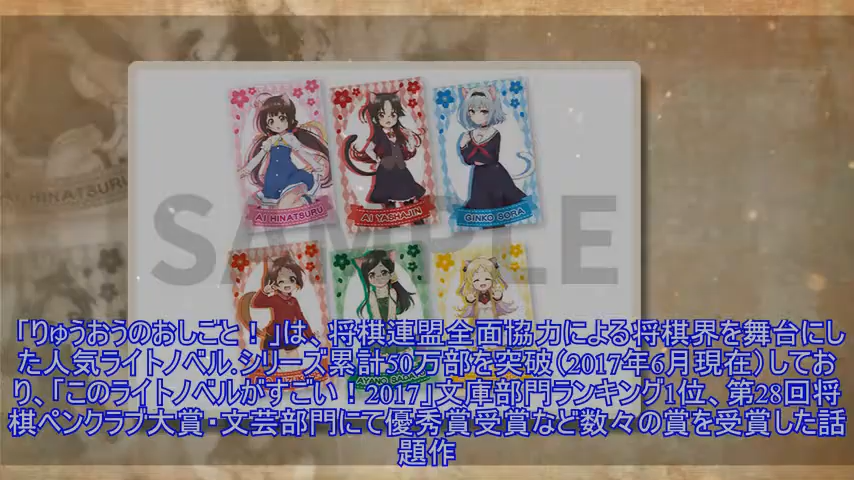 AI HINATSURU
AI HINATSURU
AI YASHAJIN
GINKO SORA
SAMPLE
「りゅうおうのおしごと！」は、将棋連盟全面協力による将棋界を舞台にし
た人気ライトノベル.シリーズ累計50万部を突破（2017年6月現在）してお
り、「このライトノベルがすごい！2017」文庫部門ランキング1位、第28回将
棋ペンクラブ大賞・文芸部門にて優秀賞受賞など数々の賞を受賞した話
題作